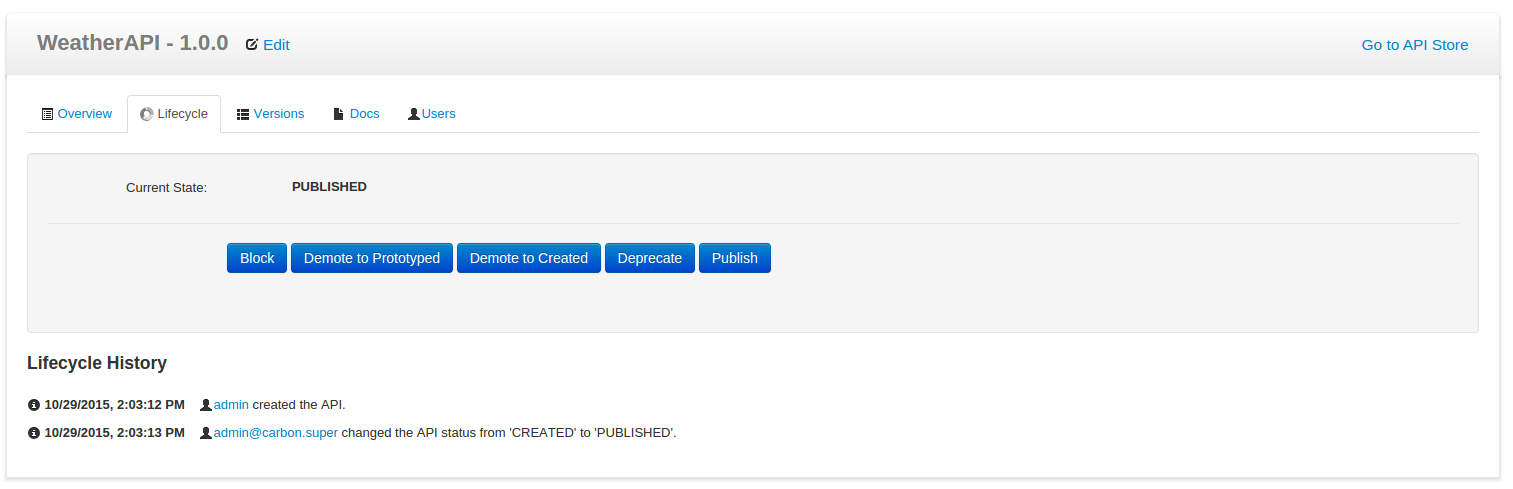 WeatherAPI - 1.0.0 Edit Go to API Store
Overview Lifecycle Versions Docs Users
Current State: PUBLISHED
Block Demote to Prototyped Demote to Created Deprecate Publish
Lifecycle History
10/29/2015, 2:03:12 PM admin created the API.
10/29/2015, 2:03:13 PM admin@carbon.super changed the API status from 'CREATED' to 'PUBLISHED'.